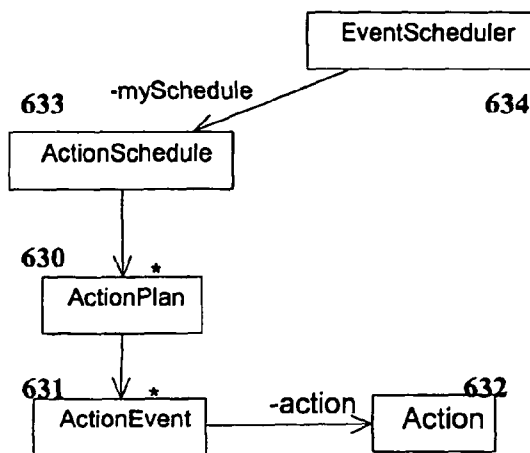 EventScheduler
-mySchedule
633
634
ActionSchedule
630
*
ActionPlan
631
*
632
ActionEvent
-action
Action